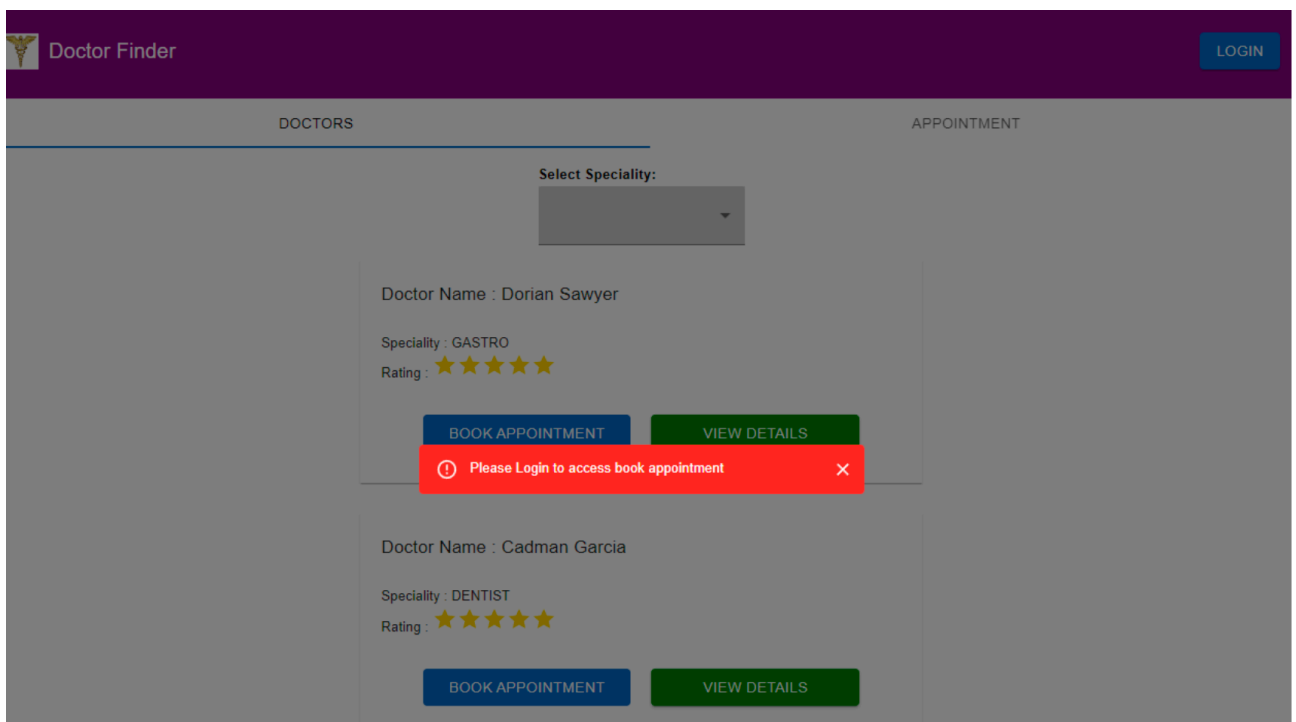 Doctor Finder
LOGIN
DOCTORS
APPOINTMENT
Select Speciality:
Doctor Name : Dorian Sawyer
Speciality : GASTRO
Rating :
BOOK APPOINTMENT
VIEW DETAILS
Please Login to access book appointment
Doctor Name : Cadman Garcia
Speciality : DENTIST
Rating :
BOOK APPOINTMENT
VIEW DETAILS